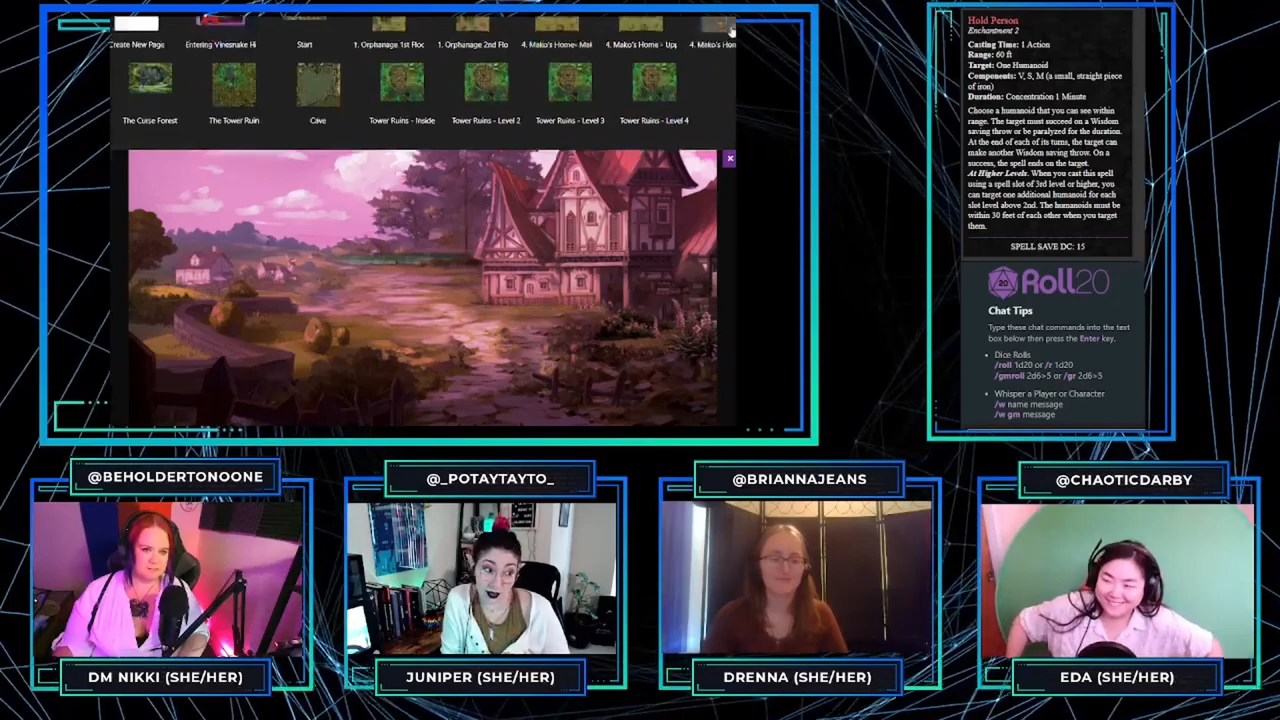 Create New Page
Entering Vinesnake Hi
Start
1. Orphanage 1st Floo
1. Orphanage 2nd Flo
4. Mako's Home- Mai
4. Mako's Home - Upp
4. Mako's Hom
The Curse Forest
The Tower Ruin
Cave
Tower Ruins - Inside
Tower Ruins - Level 2
Tower Ruins - Level 3
Tower Ruins - Level 4
Hold Person
Enchantment 2
Casting Time: 1 Action
Range: 60 ft
Target: One Humanoid
Components: V, S, M (a small, straight piece
of iron)
Duration: Concentration 1 Minute
Choose a humanoid that you can see within
range. The target must succeed on a Wisdom
saving throw or be paralyzed for the duration.
At the end of each of its turns, the target can
make another Wisdom saving throw. On a
success, the spell ends on the target.
At Higher Levels. When you cast this spell
using a spell slot of 3rd level or higher, you
can target one additional humanoid for each
slot level above 2nd. The humanoids must be
within 30 feet of each other when you target
them.
SPELL SAVE DC: 15
20 Roll20
Chat Tips
Type these chat commands into the text
box below then press the Enter key.
• Dice Rolls
/roll 1d20 or /r 1d20
/gmroll 2d6>5 or /gr 2d6>5
• Whisper a Player or Character
/w name message
/w gm message
@BEHOLDERTONOONE
@_POTAYTAYTO_
@BRIANNAJEANS
@CHAOTICDARBY
DM NIKKI (SHE/HER)
JUNIPER (SHE/HER)
DRENNA (SHE/HER)
EDA (SHE/HER)